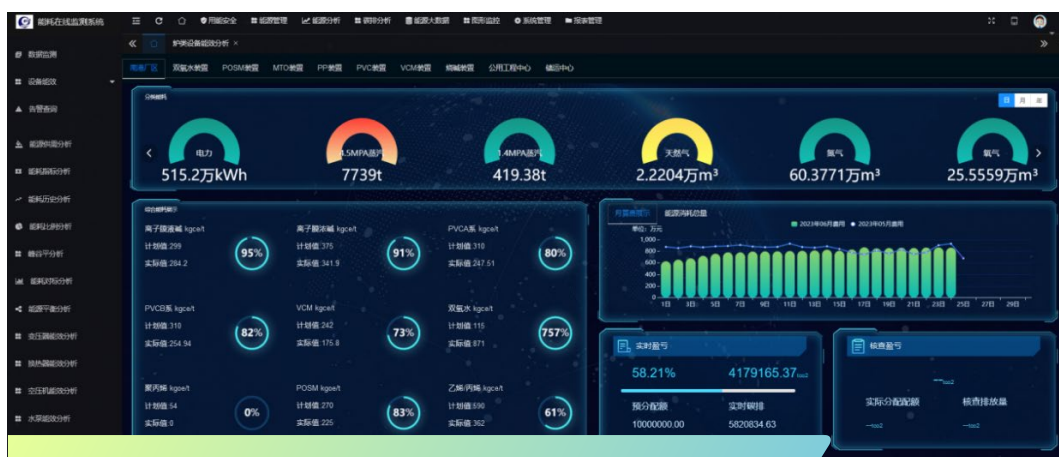 能耗在线监测系统
用能安全 能源管理 能源分析 碳排分析 能源大数据 图形监控 系统管理 报表管理
炉类设备能效分析 ×
数据监测
设备能效
告警查询
能源供需分析
能耗指标分析
能耗历史分析
能耗比例分析
峰谷平分析
能耗对标分析
能源平衡分析
变压器能效分析
换热器能效分析
空压机能效分析
水泵能效分析
双氧水装置 POSM装置 MTO装置 PP装置 PVC装置 VCM装置 烧碱装置 公用工程中心 储运中心
分类能耗
日 月 年
电力
515.2万kWh
7739t
1.4MPA蒸汽
419.38t
天然气
2.2204万m³
氮气
60.3771万m³
氧气
25.5559万m³
综合能耗展示
离子膜液碱 kgce/t
计划值:299
实际值:284.2
95%
离子膜浓碱 kgce/t
计划值:375
实际值:341.9
91%
PVCA系 kgce/t
计划值:310
实际值:247.51
80%
PVCB系 kgce/t
计划值:310
实际值:254.94
82%
VCM kgce/t
计划值:242
实际值:175.8
73%
双氧水 kgce/t
计划值:115
实际值:871
757%
聚丙烯 kgce/t
计划值:54
实际值:0
0%
POSM kgce/t
计划值:270
实际值:225
83%
乙烯/丙烯 kgce/t
计划值:590
实际值:362
61%
月置费展示 能源消耗总量
单位: 万元
2023年06月费用 2023年05月费用
1,000
800
600
400
200
0
1日 3日 5日 7日 9日 11日 13日 15日 17日 19日 21日 23日 25日 27日 29日
实时盈亏
58.21% 4179165.37
预分配额 实时碳排
10000000.00 5820834.63
核查盈亏
实际分配配额 核查排放量